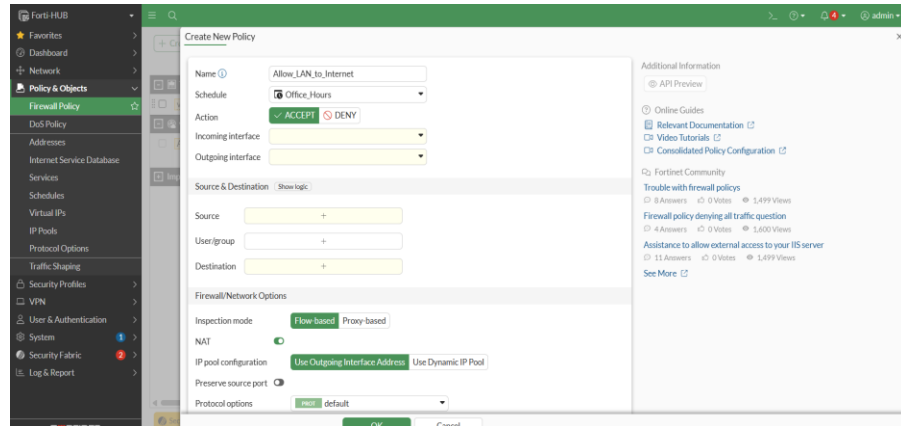 Forti-HUB
admin
4
Favorites
Dashboard
Network
Policy & Objects
Firewall Policy
DoS Policy
Addresses
Internet Service Database
Services
Schedules
Virtual IPs
IP Pools
Protocol Options
Traffic Shaping
Security Profiles
VPN
User & Authentication
System 1
Security Fabric 2
Log & Report
Create New Policy
Name Allow_LAN_to_Internet
Schedule Office_Hours
Action ACCEPT DENY
Incoming interface
Outgoing interface
Source & Destination Show logic
Source +
User/group +
Destination +
Firewall/Network Options
Inspection mode Flow-based Proxy-based
NAT
IP pool configuration Use Outgoing Interface Address Use Dynamic IP Pool
Preserve source port
Protocol options PROT default
OK Cancel
Additional Information
API Preview
Online Guides
Relevant Documentation
Video Tutorials
Consolidated Policy Configuration
Fortinet Community
Trouble with firewall policys
8 Answers 0 Votes 1,499 Views
Firewall policy denying all traffic question
4 Answers 0 Votes 1,600 Views
Assistance to allow external access to your IIS server
11 Answers 0 Votes 1,499 Views
See More